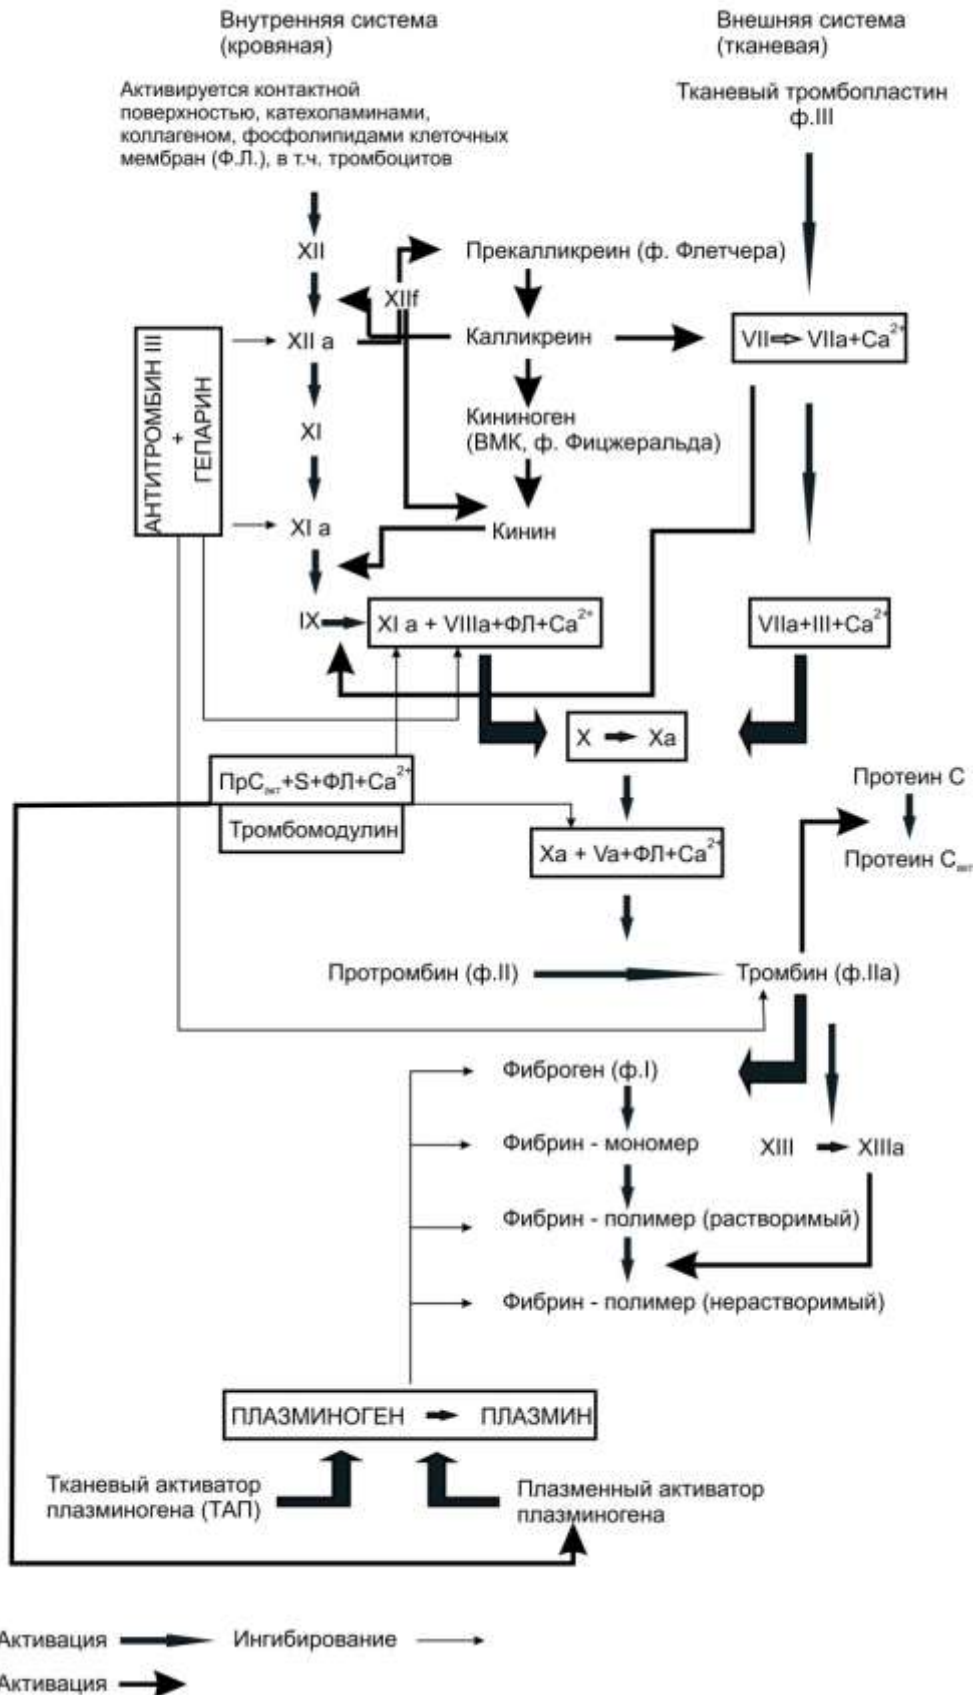 Внутренняя система
(кровяная)
Внешняя система
(тканевая)
Активируется контактной
поверхностью, катехоламинами,
коллагеном, фосфолипидами клеточных
мембран (Ф.Л.), в т.ч. тромбоцитов
Тканевый тромбопластин
ф.III
XII
Прекалликреин (ф. Флетчера)
XIIf
XII a
Калликреин
VII⇨ VIIa+Ca²⁺
АНТИТРОМБИН III
+
ГЕПАРИН
XI
Кининоген
(ВМК, ф. Фицжеральда)
XI a
Кинин
IX
XI a + VIIIa+ФЛ+Ca²⁺
VIIa+III+Ca²⁺
X → Xa
ПрСакт+S+ФЛ+Ca²⁺
Тромбомодулин
Протеин С
Xa + Va+ФЛ+Ca²⁺
Протеин Сакт
Протромбин (ф.II)
Тромбин (ф.IIa)
Фиброген (ф.I)
Фибрин - мономер
XIII → XIIIa
Фибрин - полимер (растворимый)
Фибрин - полимер (нерастворимый)
ПЛАЗМИНОГЕН → ПЛАЗМИН
Тканевый активатор
плазминогена (ТАП)
Плазменный активатор
плазминогена
Активация
Ингибирование
Активация